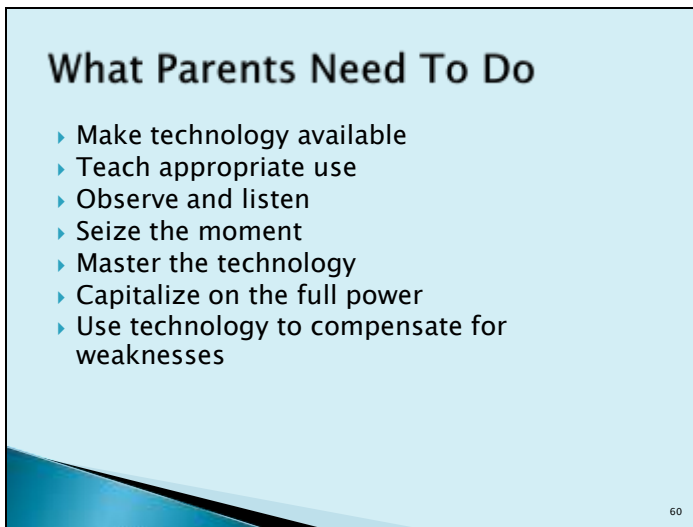 What Parents Need To Do
Make technology available
Teach appropriate use
Observe and listen
Seize the moment
Master the technology
Capitalize on the full power
Use technology to compensate for
weaknesses
60